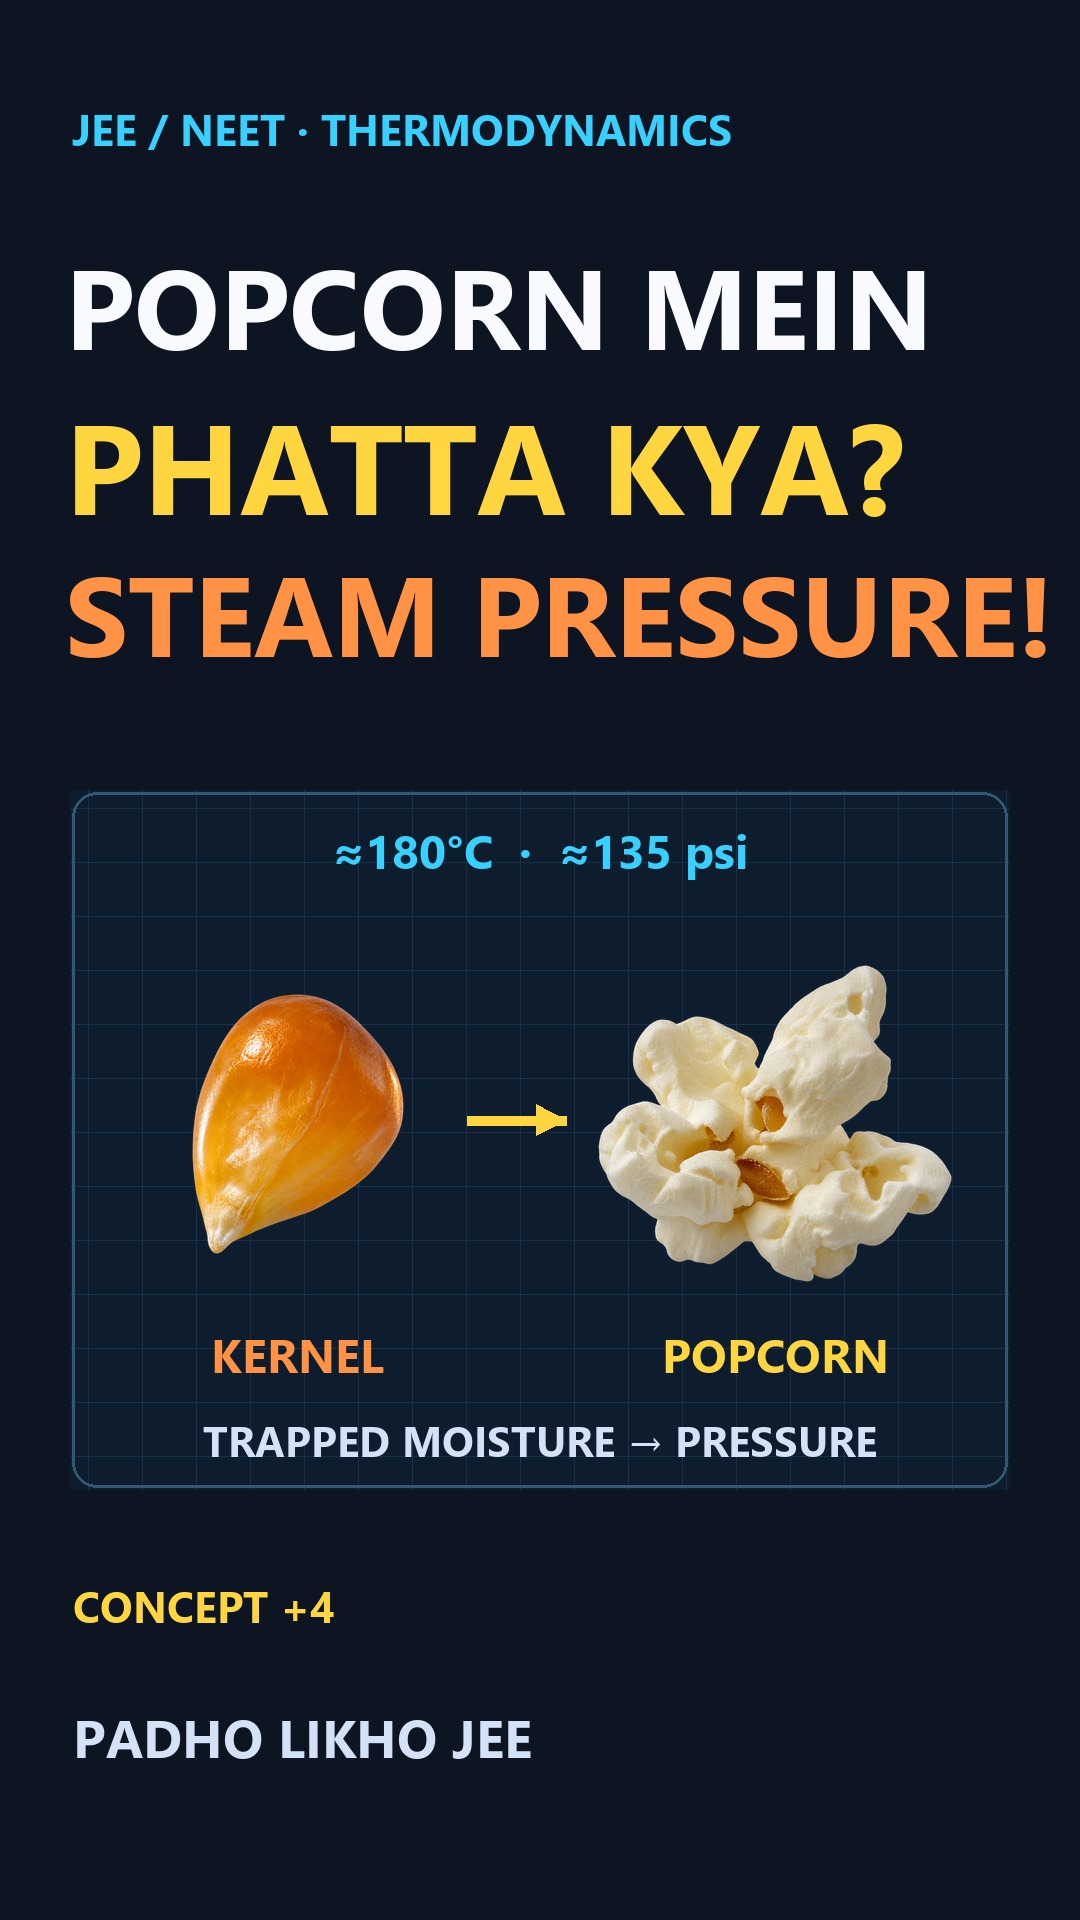 JEE / NEET · THERMODYNAMICS
POPCORN MEIN
PHATTA KYA?
STEAM PRESSURE!
≈180°C · ≈135 psi
KERNEL
POPCORN
TRAPPED MOISTURE → PRESSURE
CONCEPT +4
PADHO LIKHO JEE